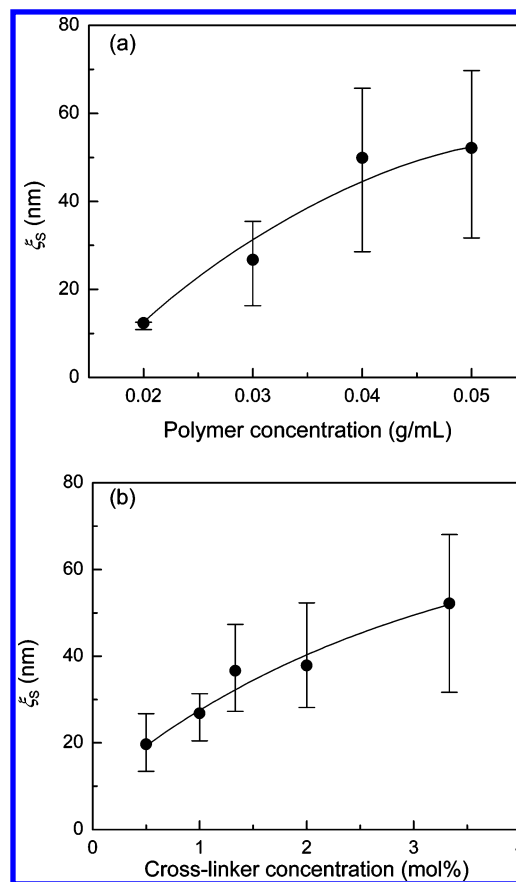 (a)
80
60
40
20
0
ξS (nm)
0.02 0.03 0.04 0.05
Polymer concentration (g/mL)
(b)
80
60
40
20
0
ξS (nm)
0 1 2 3 4
Cross-linker concentration (mol%)